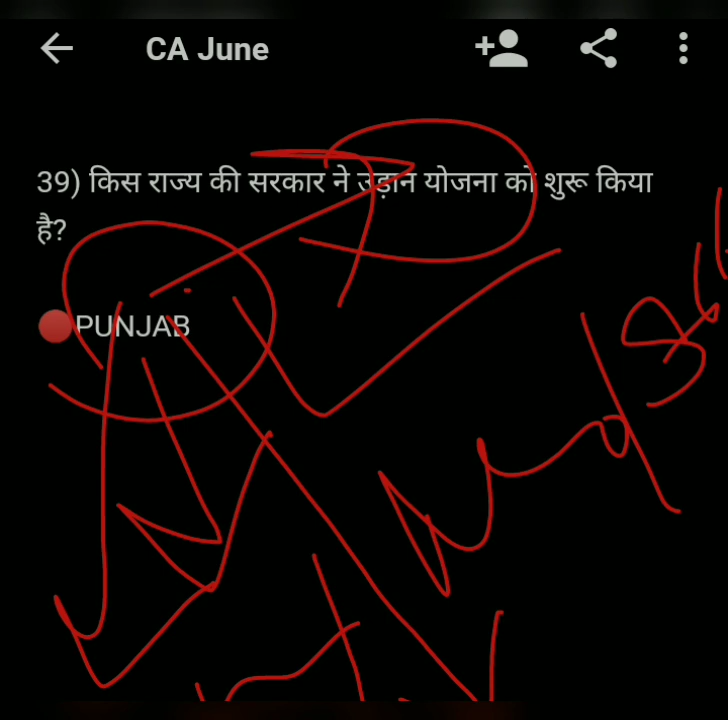 CA June
39) किस राज्य की सरकार ने उड़ान योजना को शुरू किया
है?
PUNJAB